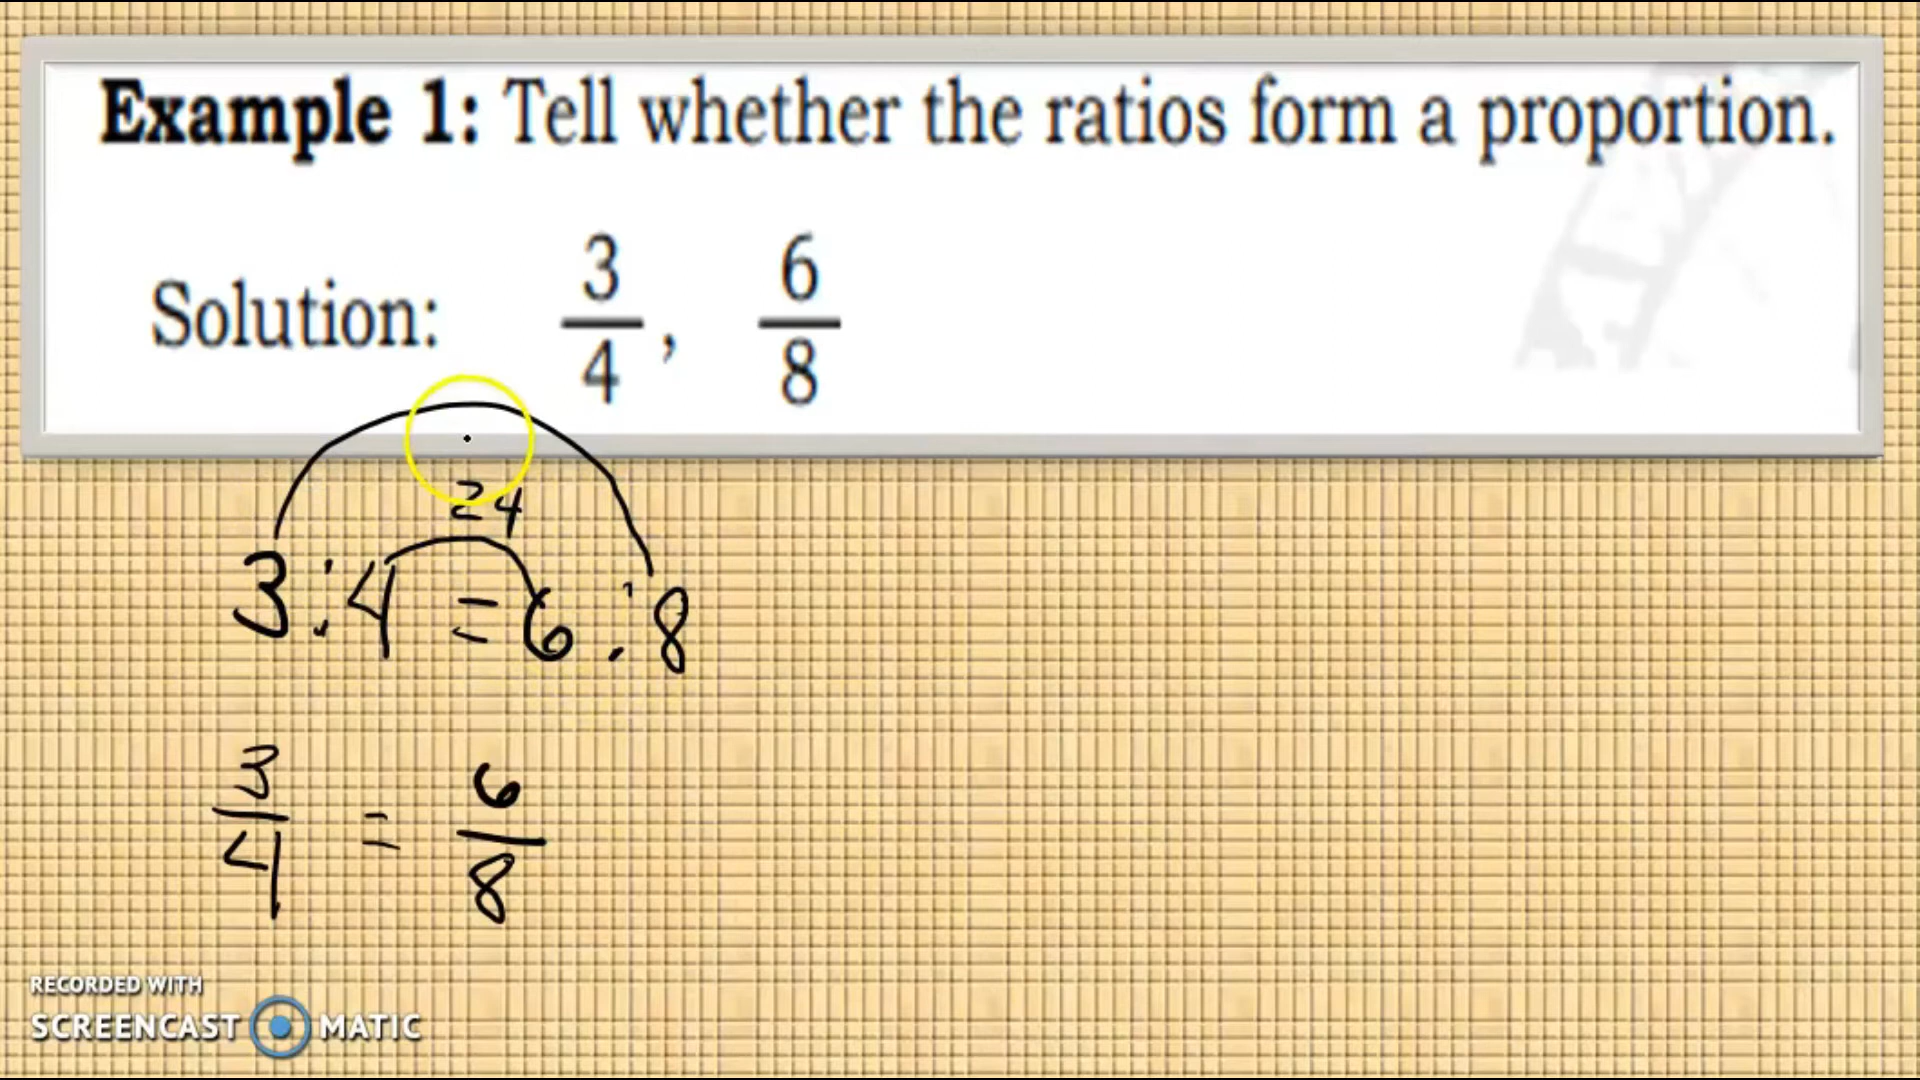 Example 1: Tell whether the ratios form a proportion.
Solution: 3/4, 6/8
24
3:4 = 6:8
3/4 = 6/8
RECORDED WITH
SCREENCAST MATIC